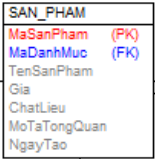 SAN_PHAM
MaSanPham (PK)
MaDanhMuc (FK)
TenSanPham
Gia
ChatLieu
MoTaTongQuan
NgayTao